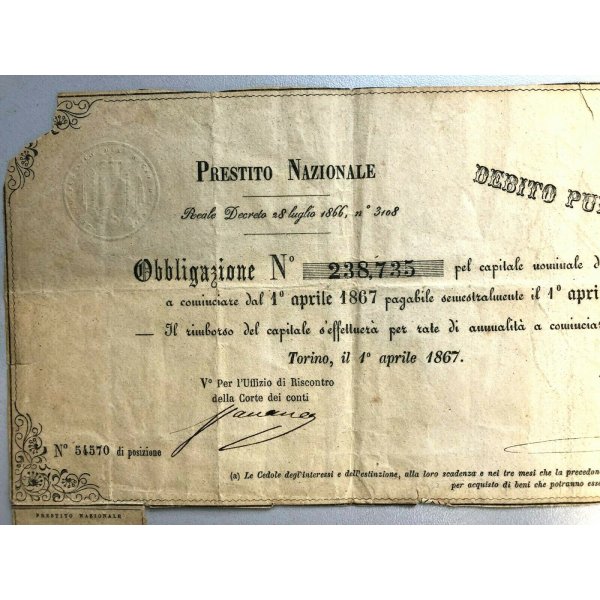 PRESTITO NAZIONALE
DEBITO PU
Reale Decreto 28 luglio 1866, n° 3108
Obbligazione N° 238,735 pel capitale nominale d
a cominciare dal 1° aprile 1867 pagabile semestralmente il 1° apri
— Il rimborso del capitale s'effettuerà per rate di annualità a cominciar
Torino, il 1° aprile 1867.
V° Per l'Uffizio di Riscontro
della Corte dei conti
N° 54570 di posizione
(a) Le Cedole degl'interessi e dell'estinzione, alla loro scadenza e nei tre mesi che la precedon
per acquisto di beni che potranno esse
PRESTITO NAZIONALE